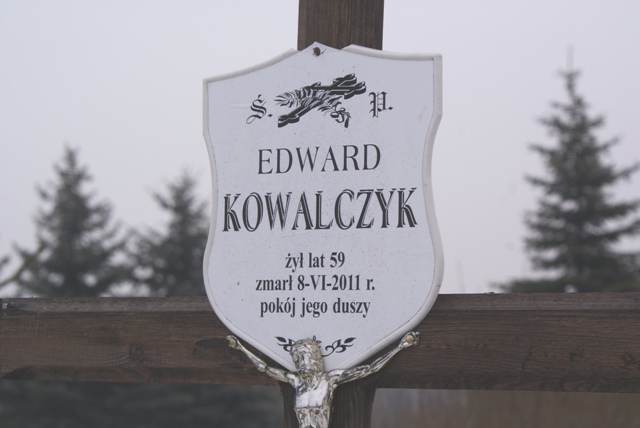 Ś. P.
EDWARD
KOWALCZYK
żył lat 59
zmarł 8-VI-2011 r.
pokój jego duszy